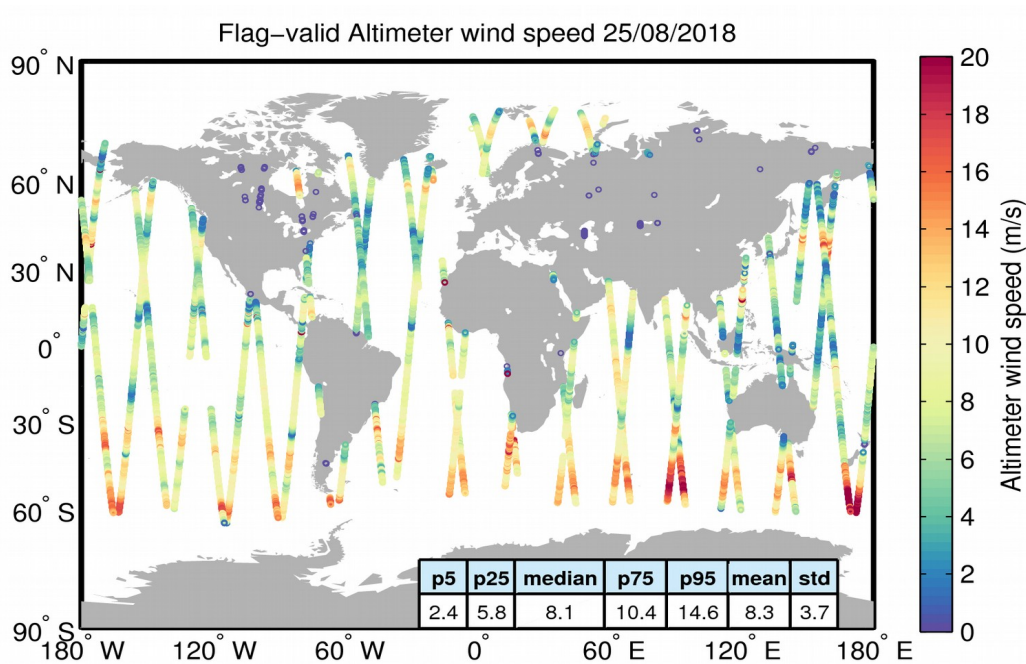 Flag–valid Altimeter wind speed 25/08/2018
90° N
60° N
30° N
0°
30° S
60° S
90° S
180° W
120° W
60° W
0°
60° E
120° E
180° E
p5 p25 median p75 p95 mean std
2.4 5.8 8.1 10.4 14.6 8.3 3.7
20
18
16
14
12
10
8
6
4
2
0
Altimeter wind speed (m/s)